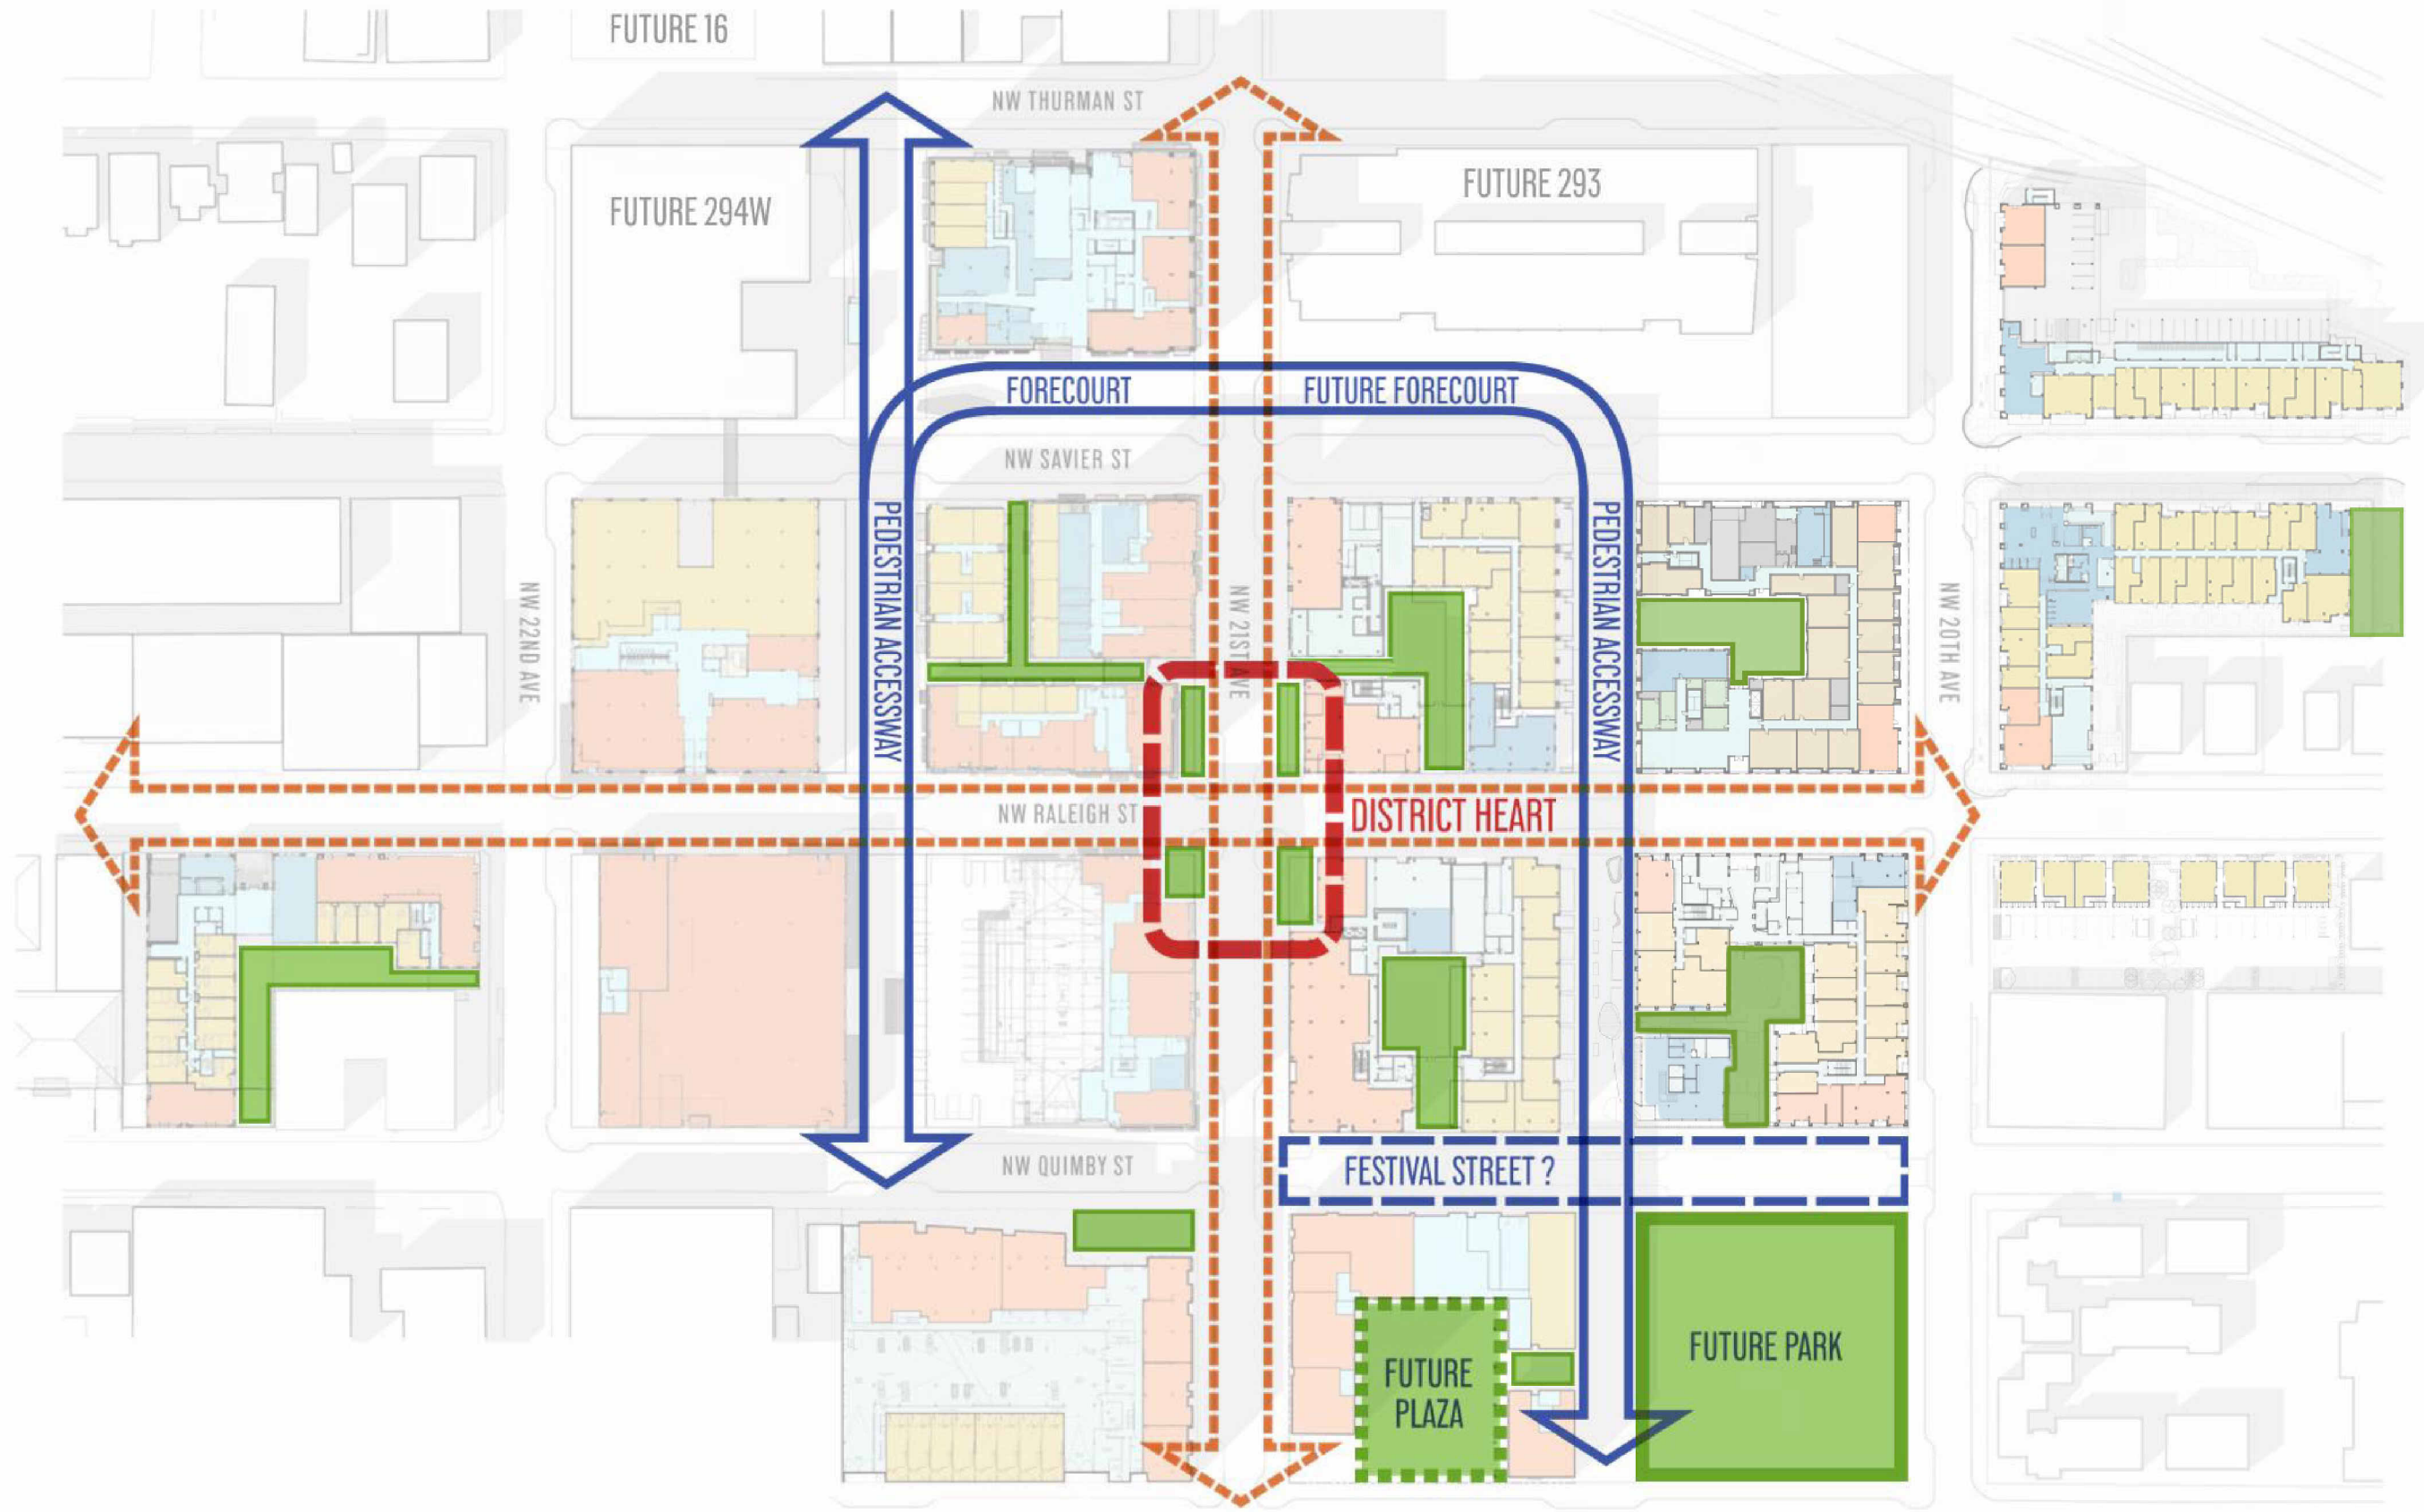 FUTURE 16
NW THURMAN ST
FUTURE 294W
FUTURE 293
FORECOURT
FUTURE FORECOURT
NW SAVIER ST
PEDESTRIAN ACCESSWAY
PEDESTRIAN ACCESSWAY
NW 22ND AVE
NW 21ST AVE
NW 20TH AVE
NW RALEIGH ST
DISTRICT HEART
NW QUIMBY ST
FESTIVAL STREET ?
FUTURE
PLAZA
FUTURE PARK